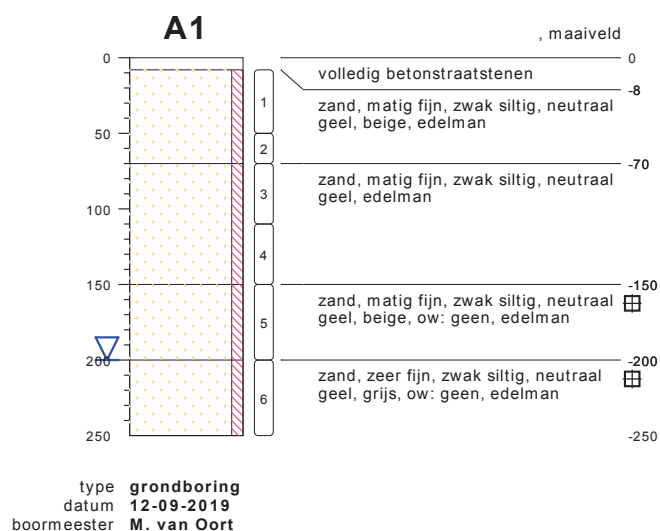 A1
, maaiveld
0
0
volledig betonstraatstenen
-8
1
zand, matig fijn, zwak siltig, neutraal
geel, beige, edelman
50
2
-70
3
zand, matig fijn, zwak siltig, neutraal
geel, edelman
100
4
150
-150
5
zand, matig fijn, zwak siltig, neutraal
geel, beige, ow: geen, edelman
200
-200
6
zand, zeer fijn, zwak siltig, neutraal
geel, grijs, ow: geen, edelman
250
-250
type grondboring
datum 12-09-2019
boormeester M. van Oort